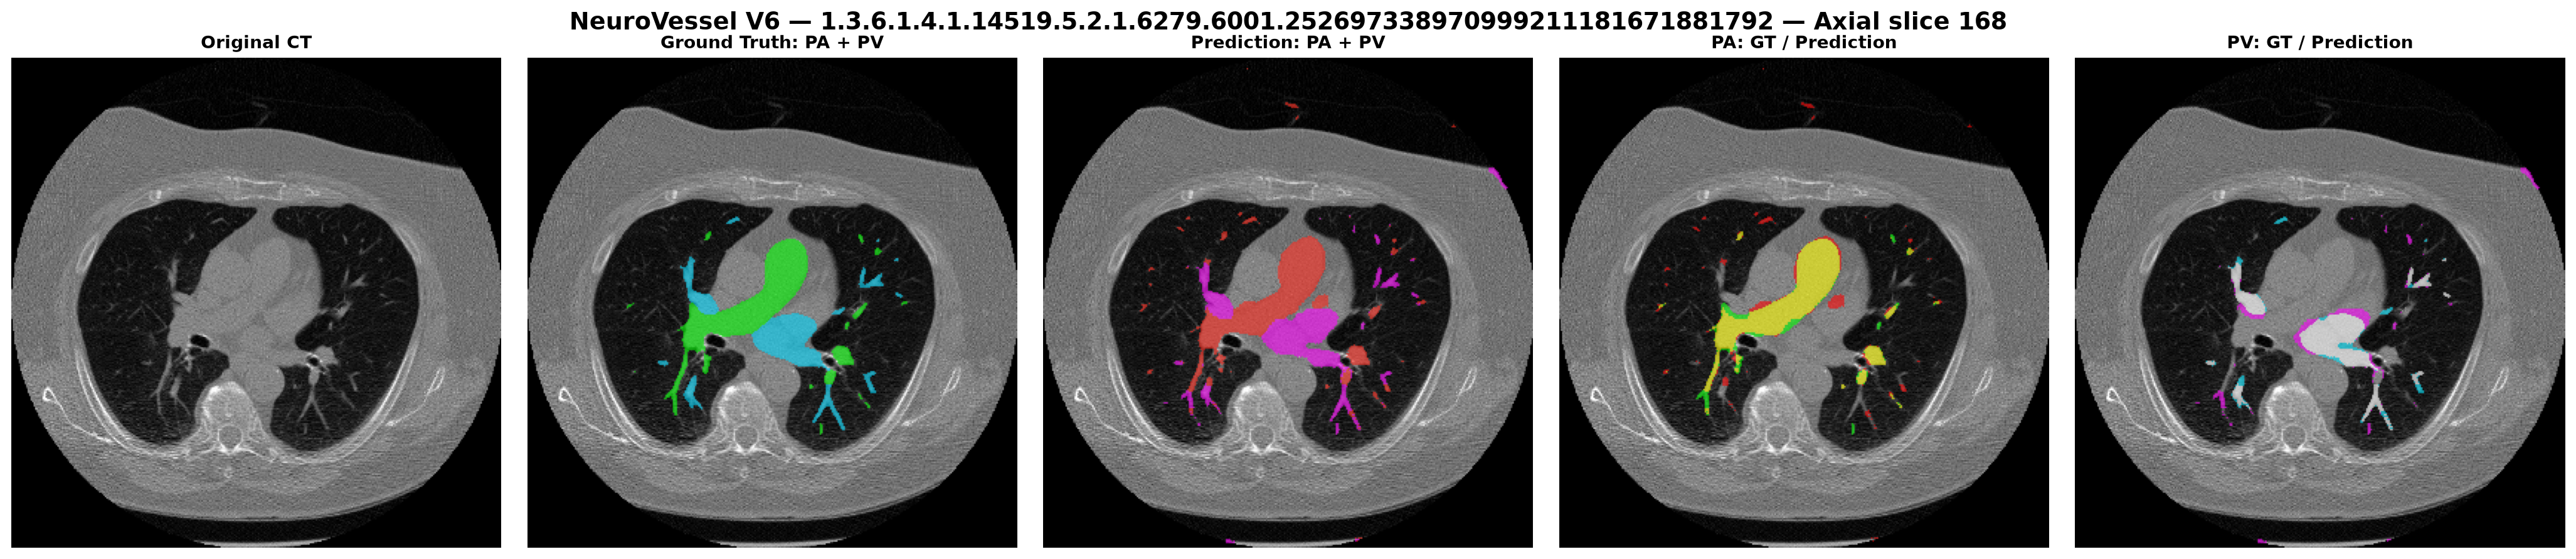 NeuroVessel V6 — 1.3.6.1.4.1.14519.5.2.1.6279.6001.252697338970999211181671881792 — Axial slice 168
Original CT
Ground Truth: PA + PV
Prediction: PA + PV
PA: GT / Prediction
PV: GT / Prediction